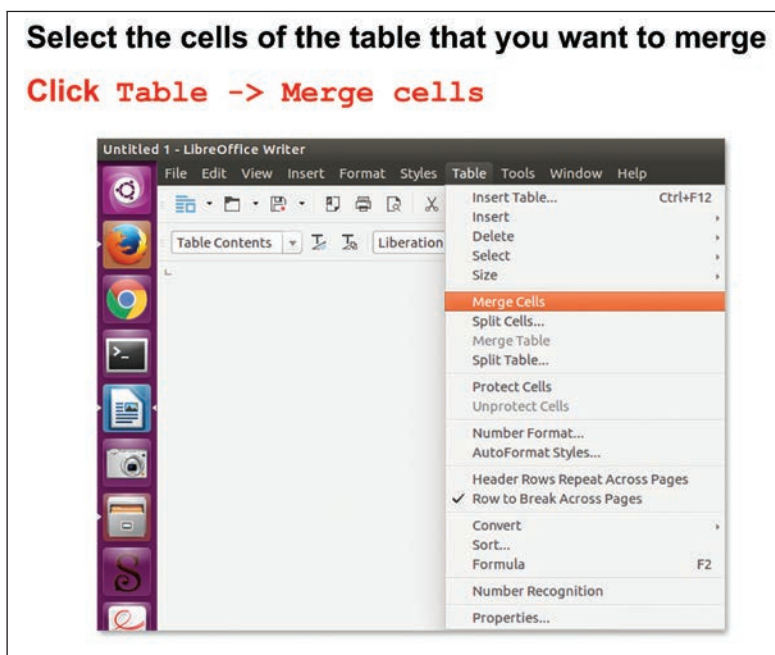 Select the cells of the table that you want to merge
Click Table -> Merge cells
Untitled 1 - LibreOffice Writer
File Edit View Insert Format Styles Table Tools Window Help
Table Contents Liberation
Insert Table... Ctrl+F12
Insert
Delete
Select
Size
Merge Cells
Split Cells...
Merge Table
Split Table...
Protect Cells
Unprotect Cells
Number Format...
AutoFormat Styles...
Header Rows Repeat Across Pages
✓ Row to Break Across Pages
Convert
Sort...
Formula F2
Number Recognition
Properties...